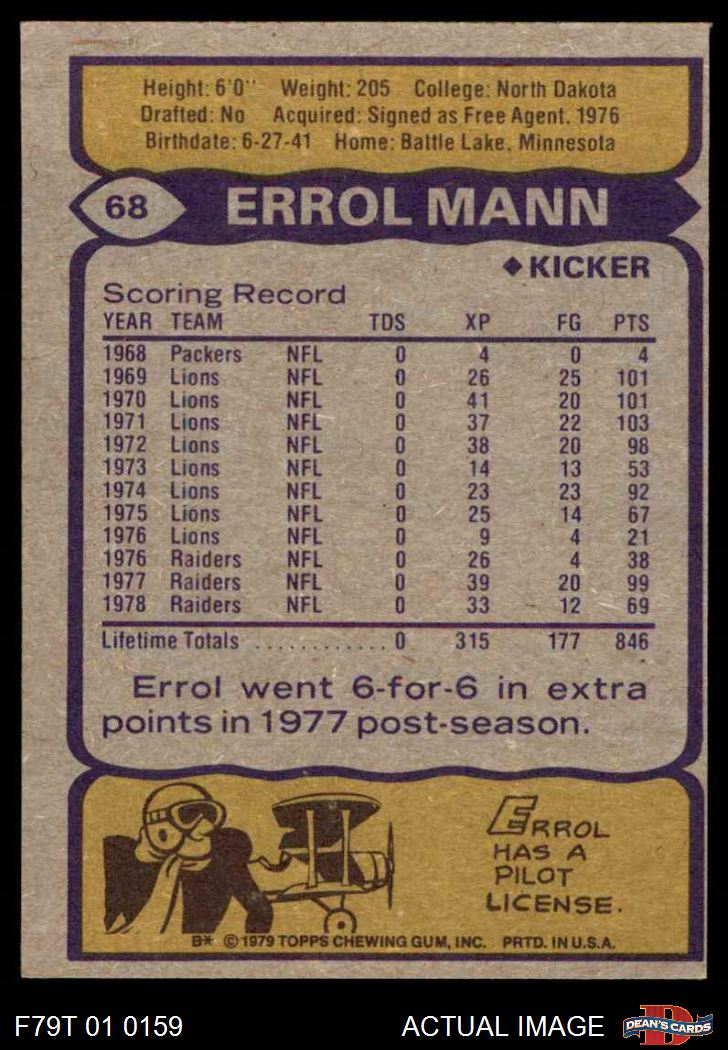 Height: 6'0" Weight: 205 College: North Dakota
Drafted: No Acquired: Signed as Free Agent, 1976
Birthdate: 6-27-41 Home: Battle Lake, Minnesota
68 ERROL MANN
◆KICKER
Scoring Record
YEAR TEAM TDS XP FG PTS
1968 Packers NFL 0 4 0 4
1969 Lions NFL 0 26 25 101
1970 Lions NFL 0 41 20 101
1971 Lions NFL 0 37 22 103
1972 Lions NFL 0 38 20 98
1973 Lions NFL 0 14 13 53
1974 Lions NFL 0 23 23 92
1975 Lions NFL 0 25 14 67
1976 Lions NFL 0 9 4 21
1976 Raiders NFL 0 26 4 38
1977 Raiders NFL 0 39 20 99
1978 Raiders NFL 0 33 12 69
Lifetime Totals ............ 0 315 177 846
Errol went 6-for-6 in extra
points in 1977 post-season.
ERROL
HAS A
PILOT
LICENSE.
B* © 1979 TOPPS CHEWING GUM, INC. PRTD. IN U.S.A.
F79T 01 0159 ACTUAL IMAGE D DEAN'S CARDS